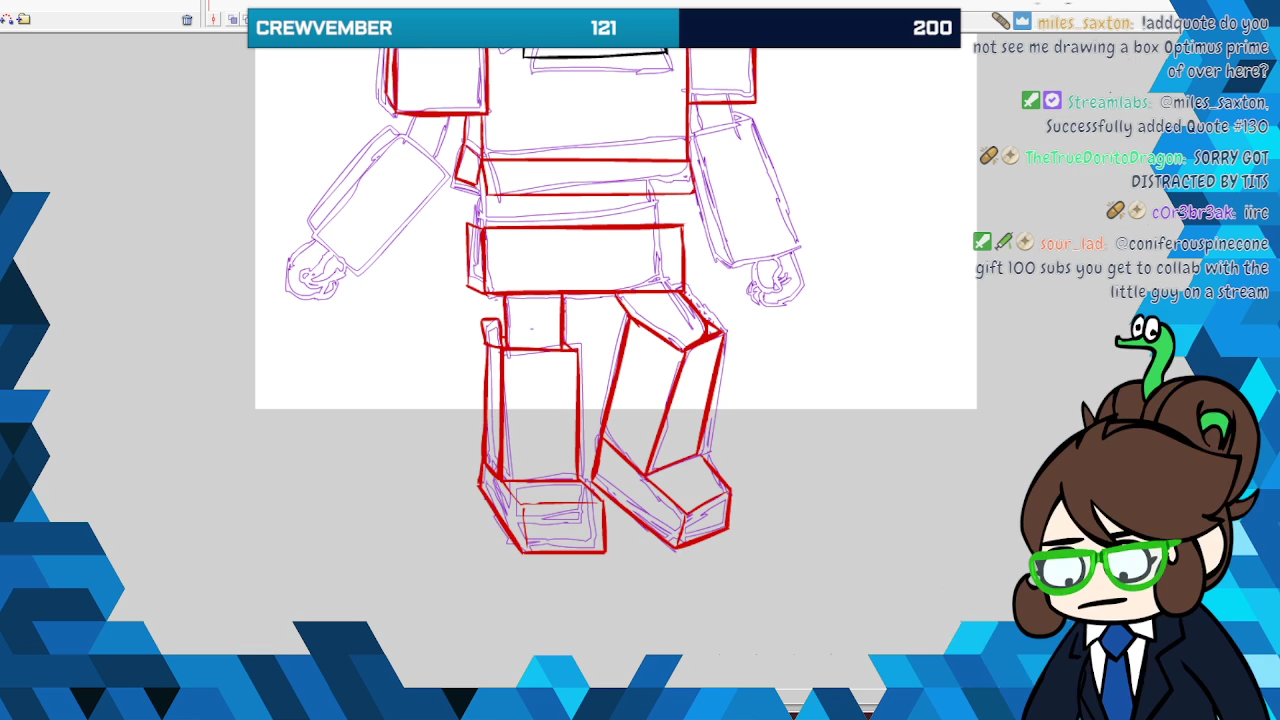 CREWVEMBER 121 200
miles_saxton: !addquote do you
not see me drawing a box Optimus prime
of over here?
Streamlabs: @miles_saxton,
Successfully added Quote #130
TheTrueDoritoDragon: SORRY GOT
DISTRACTED BY TITS
c0r3br3ak: iirc
sour_lad: @coniferouspinecone
gift 100 subs you get to collab with the
little guy on a stream